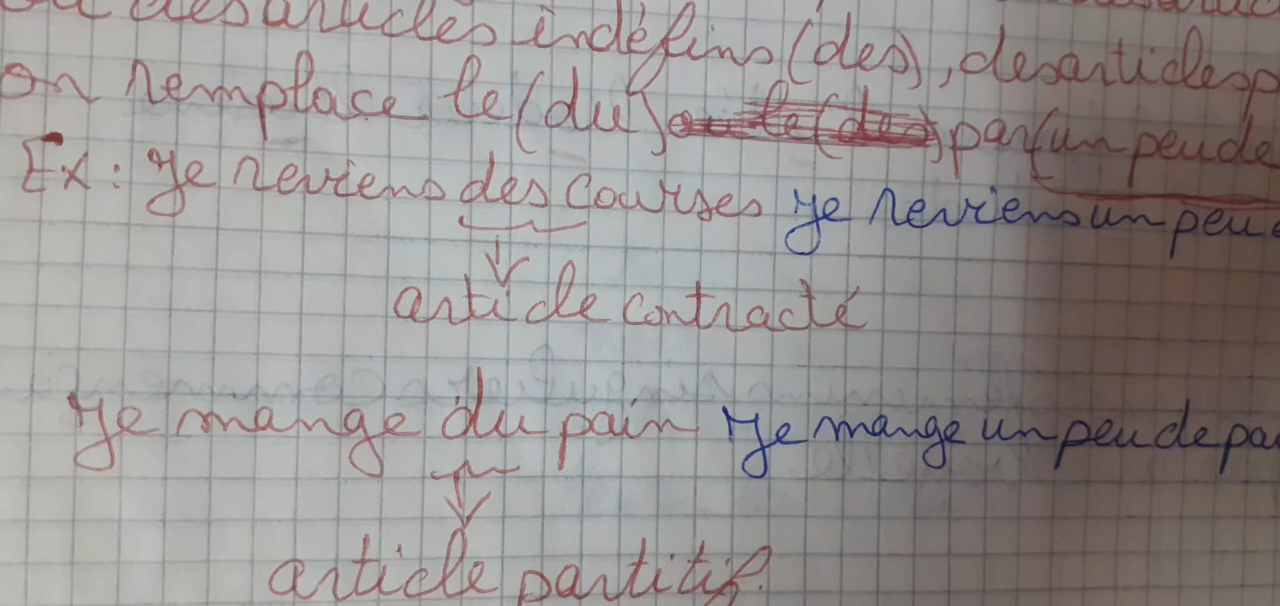 des articles indéfins (des), des articles p
on remplace le (du) par (un peu de
Ex: je reviens des courses je reviens un peu
article contracté
je mange du pain je mange un peu de pa
article partitif.